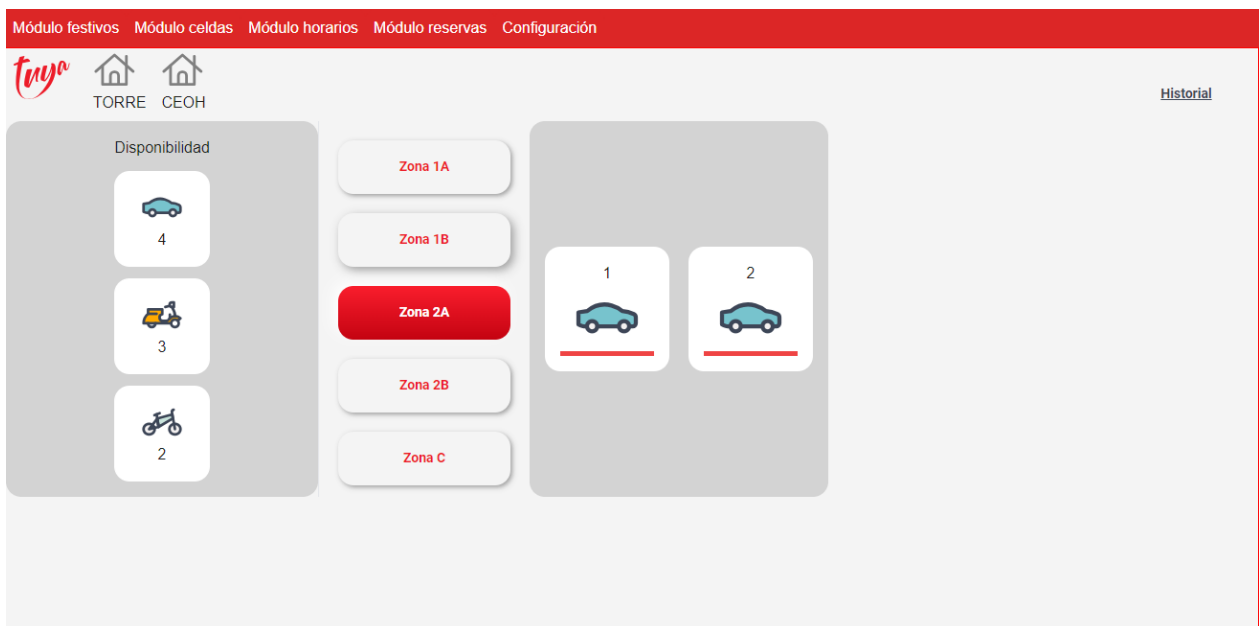 Módulo festivos Módulo celdas Módulo horarios Módulo reservas Configuración
tuya
TORRE CEOH
Historial
Disponibilidad
4
3
2
Zona 1A
Zona 1B
Zona 2A
Zona 2B
Zona C
1 2